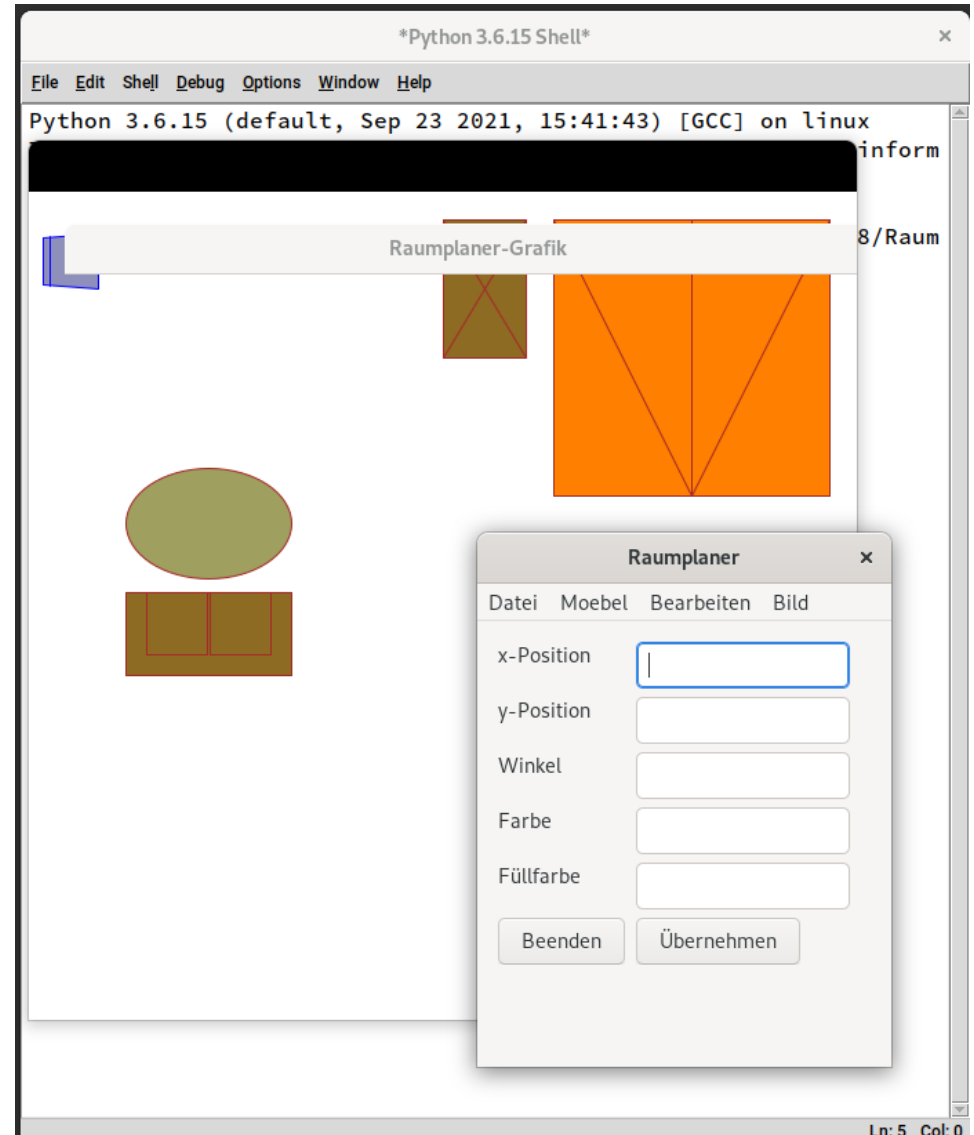 *Python 3.6.15 Shell*
File Edit Shell Debug Options Window Help
Python 3.6.15 (default, Sep 23 2021, 15:41:43) [GCC] on linux
inform
8/Raum
Raumplaner-Grafik
Raumplaner
Datei Moebel Bearbeiten Bild
x-Position
y-Position
Winkel
Farbe
Füllfarbe
Beenden Übernehmen
Ln: 5 Col: 0